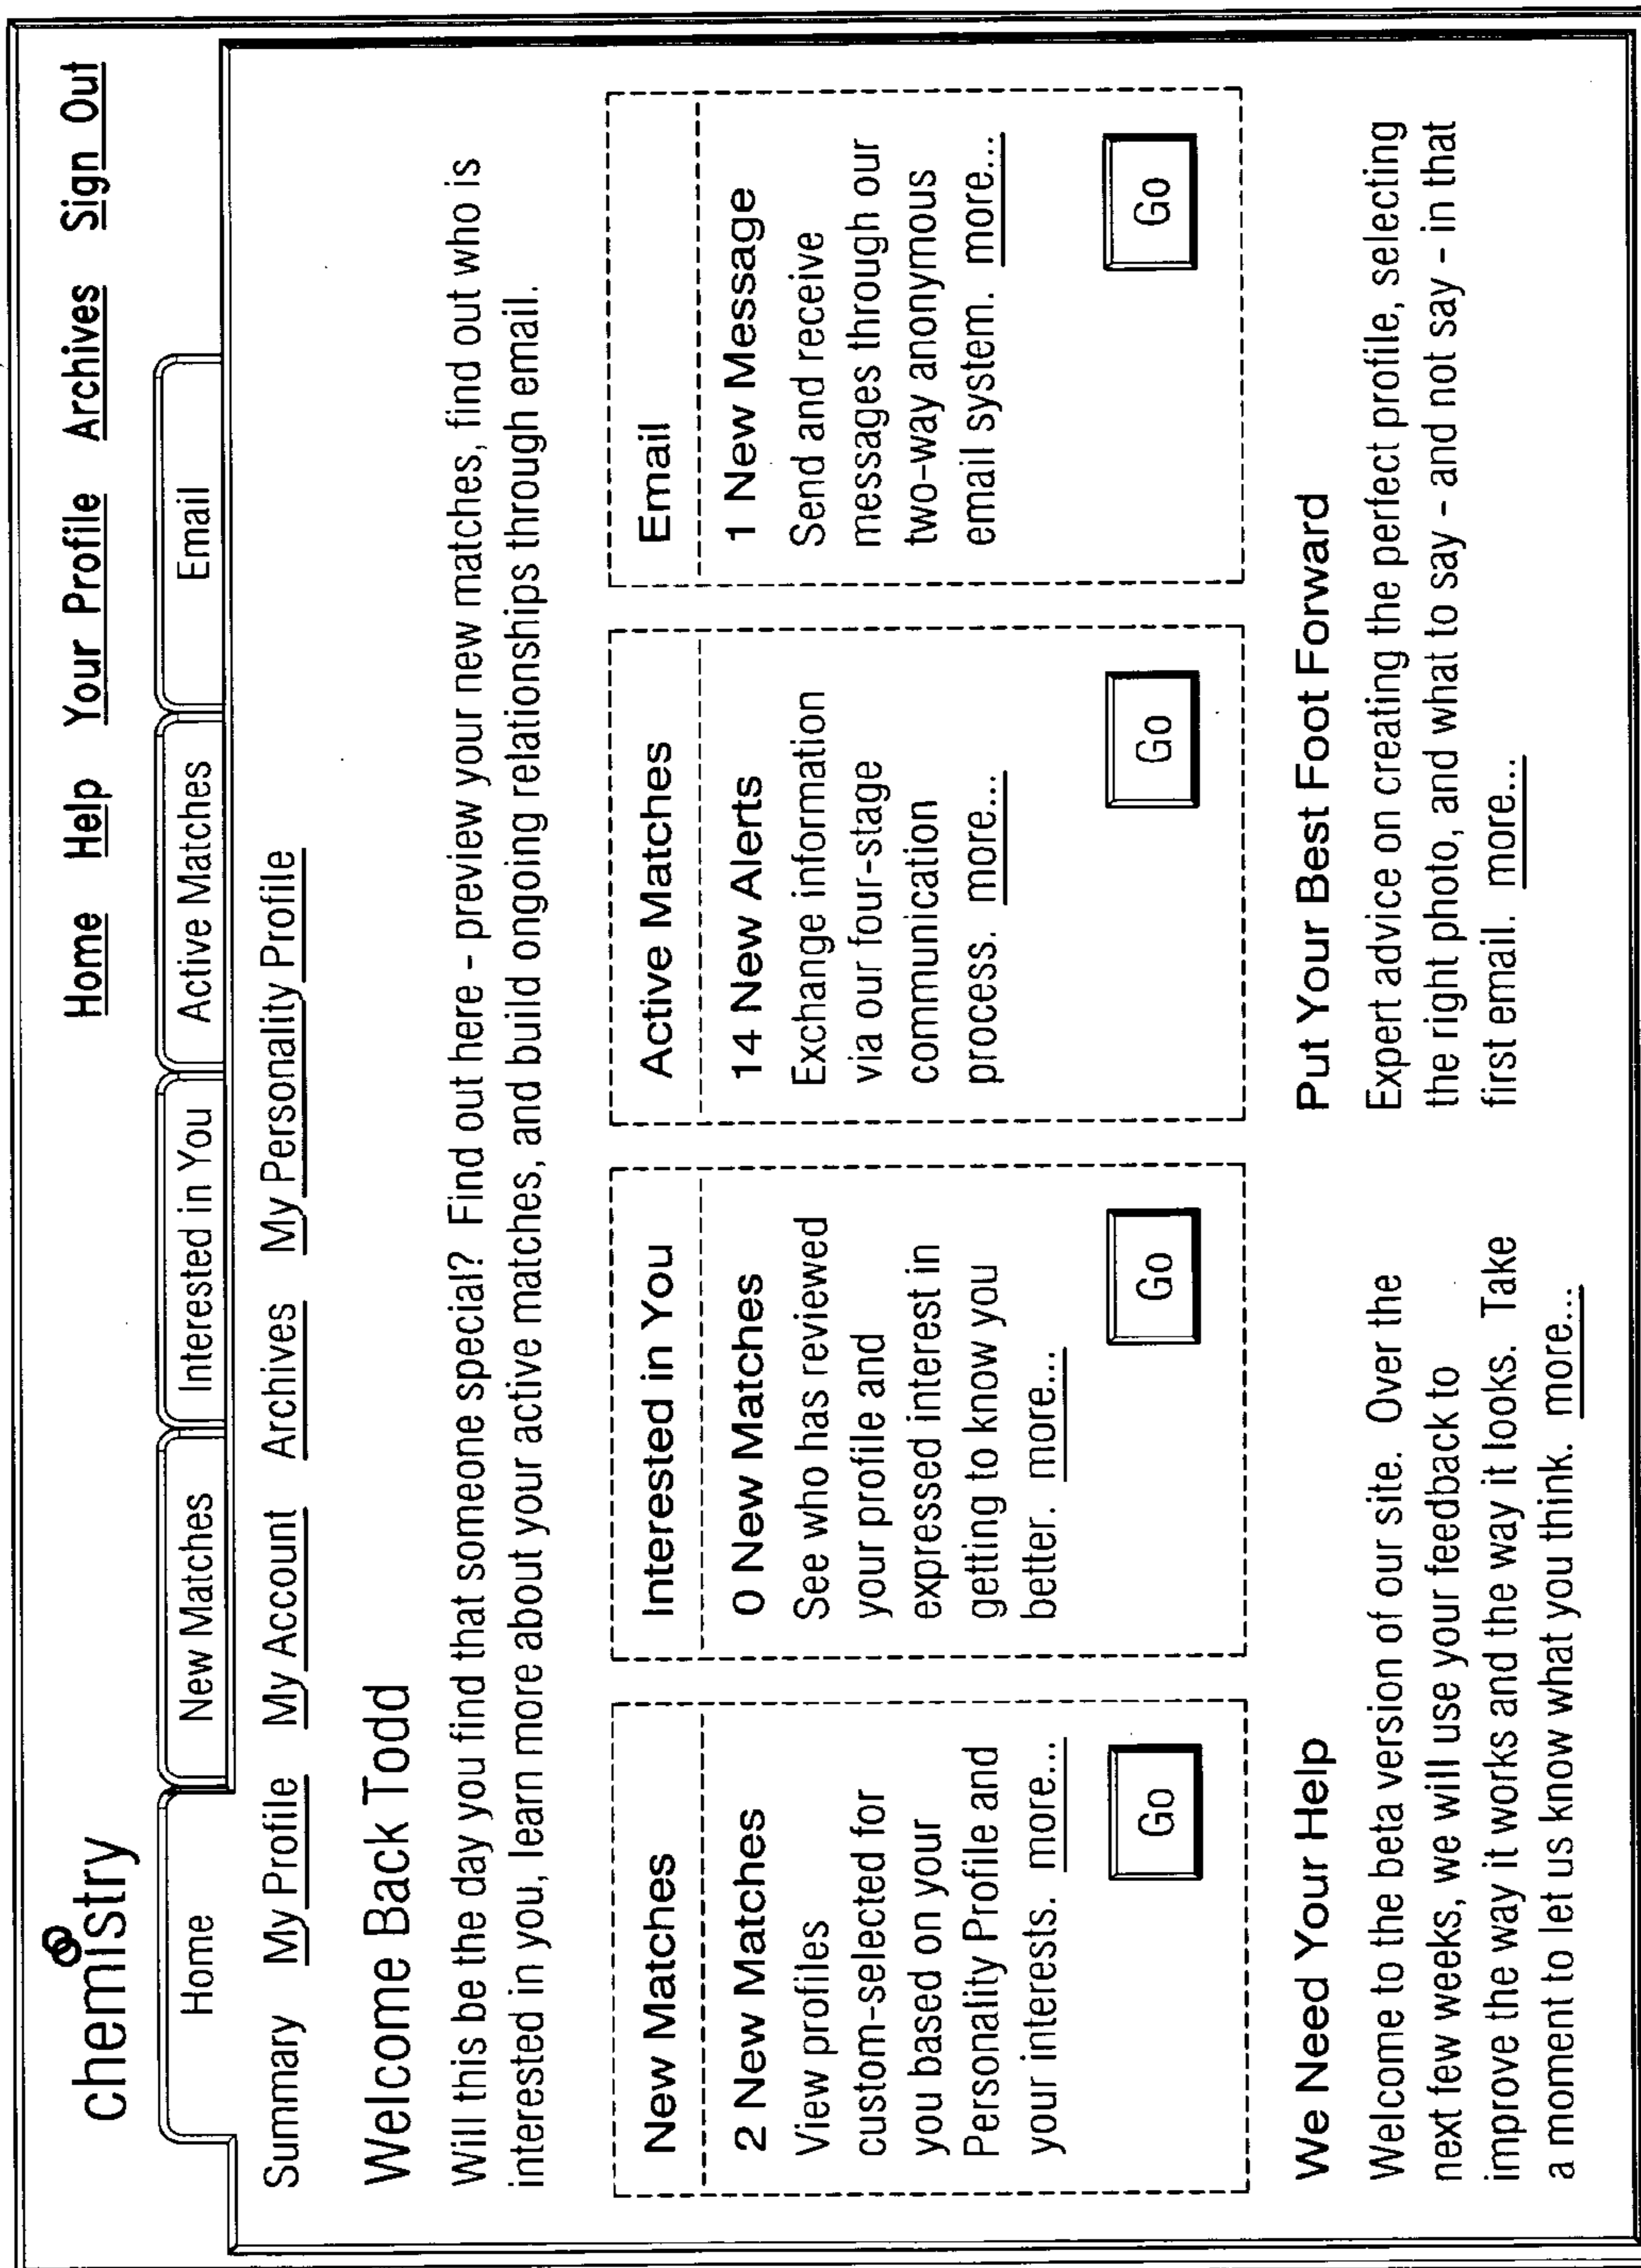 chemistry
Home Help Your Profile Archives Sign Out
Home New Matches Interested in You Active Matches Email
Summary My Profile My Account Archives My Personality Profile
Welcome Back Todd
Will this be the day you find that someone special? Find out here - preview your new matches, find out who is
interested in you, learn more about your active matches, and build ongoing relationships through email.
New Matches
2 New Matches
View profiles
custom-selected for
you based on your
Personality Profile and
your interests. more...
Go
Interested in You
0 New Matches
See who has reviewed
your profile and
expressed interest in
getting to know you
better. more...
Go
Active Matches
14 New Alerts
Exchange information
via our four-stage
communication
process. more...
Go
Email
1 New Message
Send and receive
messages through our
two-way anonymous
email system. more...
Go
We Need Your Help
Welcome to the beta version of our site. Over the
next few weeks, we will use your feedback to
improve the way it works and the way it looks. Take
a moment to let us know what you think. more...
Put Your Best Foot Forward
Expert advice on creating the perfect profile, selecting
the right photo, and what to say - and not say - in that
first email. more...